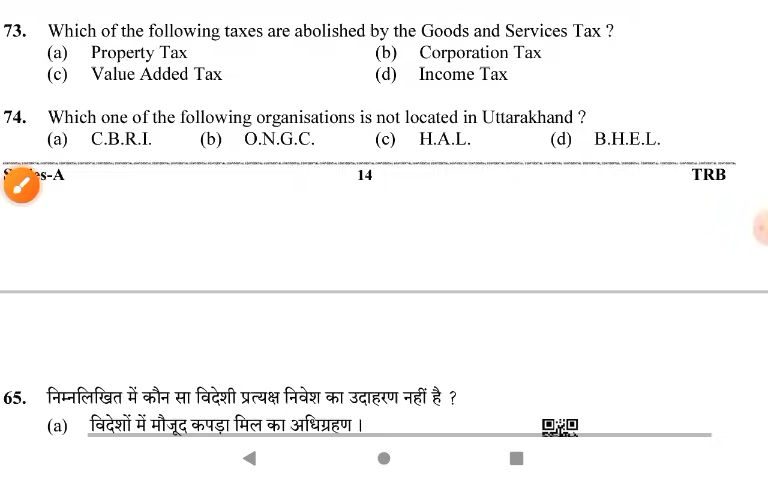 73. Which of the following taxes are abolished by the Goods and Services Tax ?
(a) Property Tax (b) Corporation Tax
(c) Value Added Tax (d) Income Tax
74. Which one of the following organisations is not located in Uttarakhand ?
(a) C.B.R.I. (b) O.N.G.C. (c) H.A.L. (d) B.H.E.L.
es-A 14 TRB
65. निम्नलिखित में कौन सा विदेशी प्रत्यक्ष निवेश का उदाहरण नहीं है ?
(a) विदेशों में मौजूद कपड़ा मिल का अधिग्रहण ।